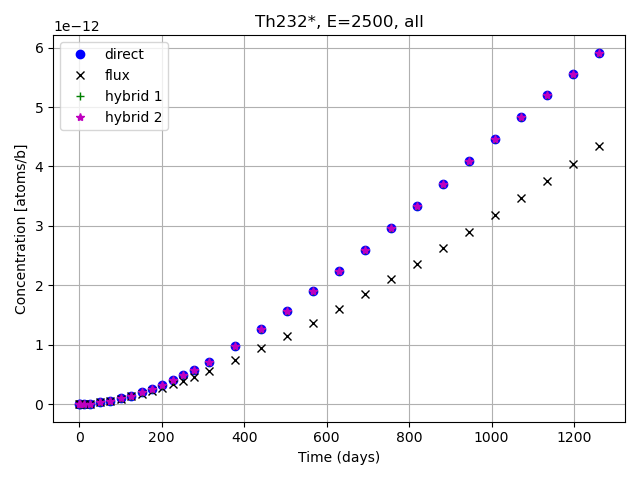 Th232*, E=2500, all
1e−12
direct
flux
hybrid 1
hybrid 2
Concentration [atoms/b]
6
5
4
3
2
1
0
0 200 400 600 800 1000 1200
Time (days)